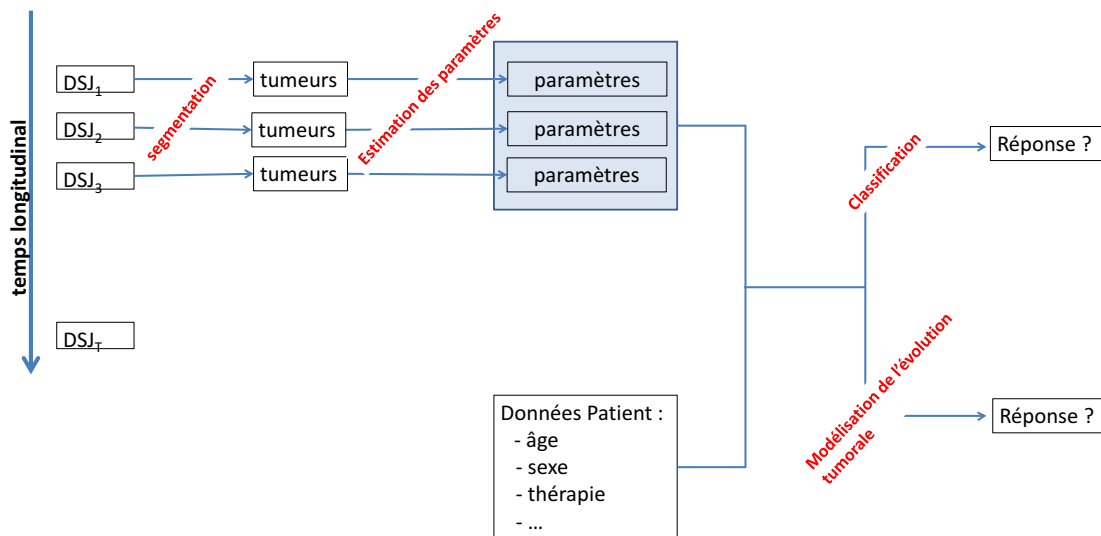 temps longitudinal
DSJ1
segmentation
tumeurs
Estimation des paramètres
paramètres
DSJ2
tumeurs
paramètres
DSJ3
tumeurs
paramètres
DSJT
Données Patient :
- âge
- sexe
- thérapie
- ...
Classification
Réponse ?
Modélisation de l'évolution
tumorale
Réponse ?